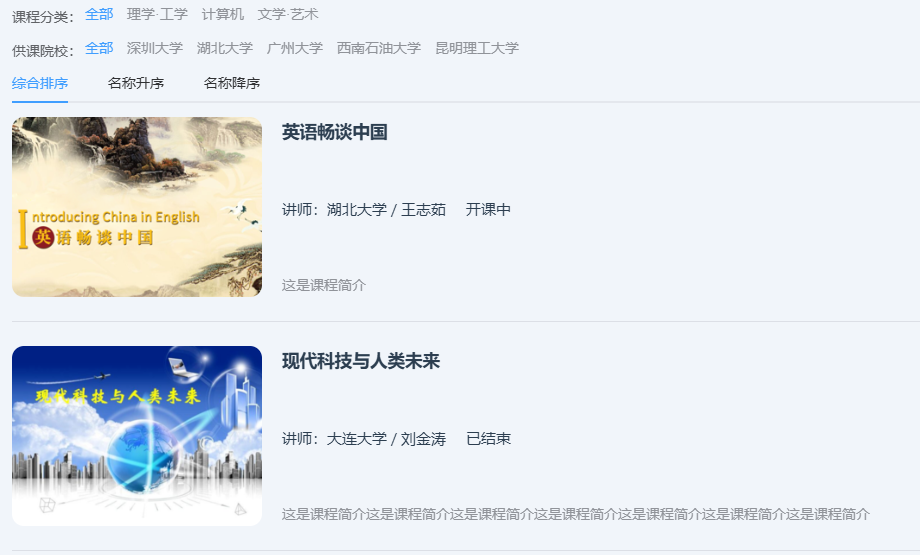 课程分类: 全部 理学·工学 计算机 文学·艺术
供课院校: 全部 深圳大学 湖北大学 广州大学 西南石油大学 昆明理工大学
综合排序 名称升序 名称降序
英语畅谈中国
Introducing China in English
英语畅谈中国
讲师：湖北大学 / 王志茹 开课中
这是课程简介
现代科技与人类未来
现代科技与人类未来
讲师：大连大学 / 刘金涛 已结束
这是课程简介这是课程简介这是课程简介这是课程简介这是课程简介这是课程简介这是课程简介